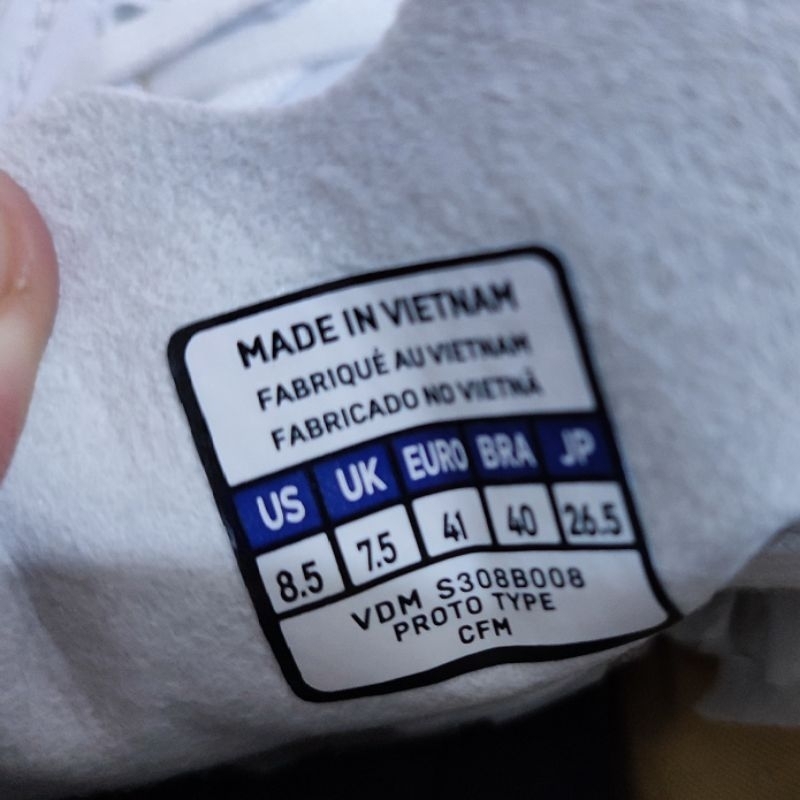 MADE IN VIETNAM
FABRIQUÉ AU VIETNAM
FABRICADO NO VIETNÃ
US UK EURO BRA JP
8.5 7.5 41 40 26.5
VDM S308B008
PROTO TYPE
CFM